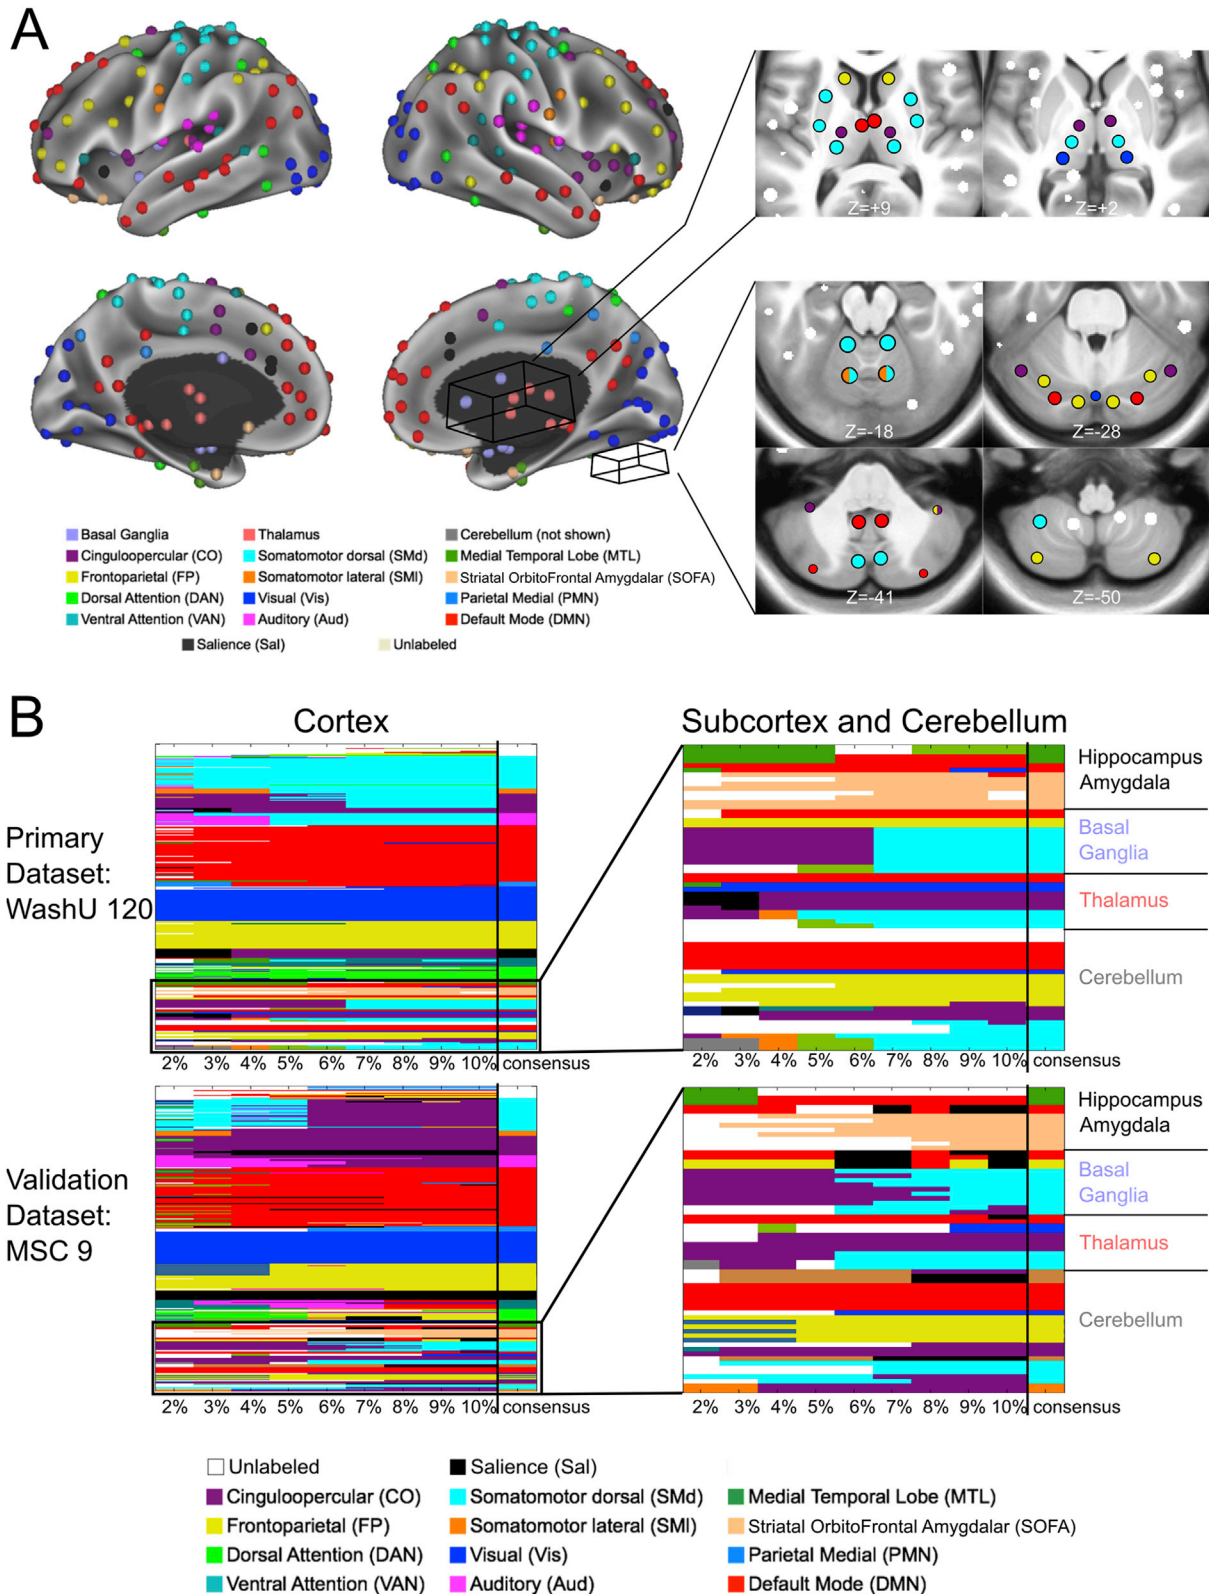 A
Z=+9
Z=+2
Z=-18
Z=-28
Z=-41
Z=-50
Basal Ganglia
Thalamus
Cerebellum (not shown)
Cinguloopercular (CO)
Somatomotor dorsal (SMd)
Medial Temporal Lobe (MTL)
Frontoparietal (FP)
Somatomotor lateral (SMl)
Striatal OrbitoFrontal Amygdalar (SOFA)
Dorsal Attention (DAN)
Visual (Vis)
Parietal Medial (PMN)
Ventral Attention (VAN)
Auditory (Aud)
Default Mode (DMN)
Salience (Sal)
Unlabeled
B
Cortex
Subcortex and Cerebellum
Primary
Dataset:
WashU 120
Hippocampus
Amygdala
Basal
Ganglia
Thalamus
Cerebellum
2% 3% 4% 5% 6% 7% 8% 9% 10% consensus
2% 3% 4% 5% 6% 7% 8% 9% 10% consensus
Validation
Dataset:
MSC 9
Hippocampus
Amygdala
Basal
Ganglia
Thalamus
Cerebellum
2% 3% 4% 5% 6% 7% 8% 9% 10% consensus
2% 3% 4% 5% 6% 7% 8% 9% 10% consensus
Unlabeled
Salience (Sal)
Cinguloopercular (CO)
Somatomotor dorsal (SMd)
Medial Temporal Lobe (MTL)
Frontoparietal (FP)
Somatomotor lateral (SMl)
Striatal OrbitoFrontal Amygdalar (SOFA)
Dorsal Attention (DAN)
Visual (Vis)
Parietal Medial (PMN)
Ventral Attention (VAN)
Auditory (Aud)
Default Mode (DMN)